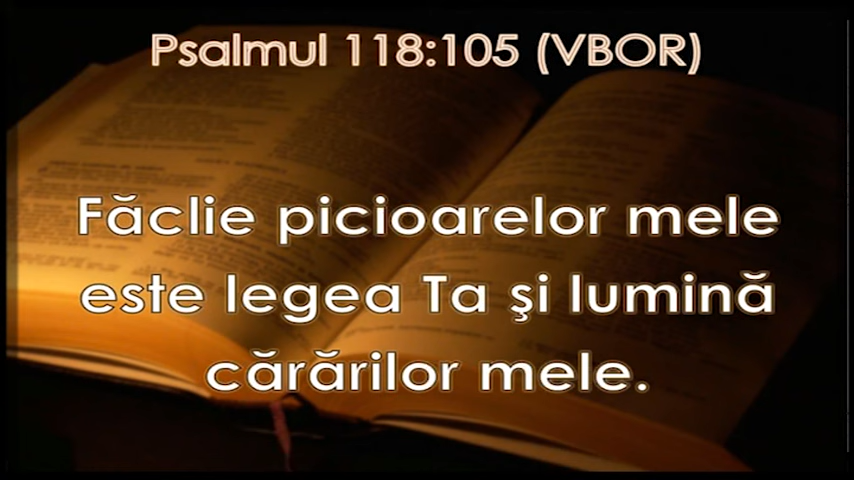 Psalmul 118:105 (VBOR)
Făclie picioarelor mele
este legea Ta şi lumină
cărărilor mele.